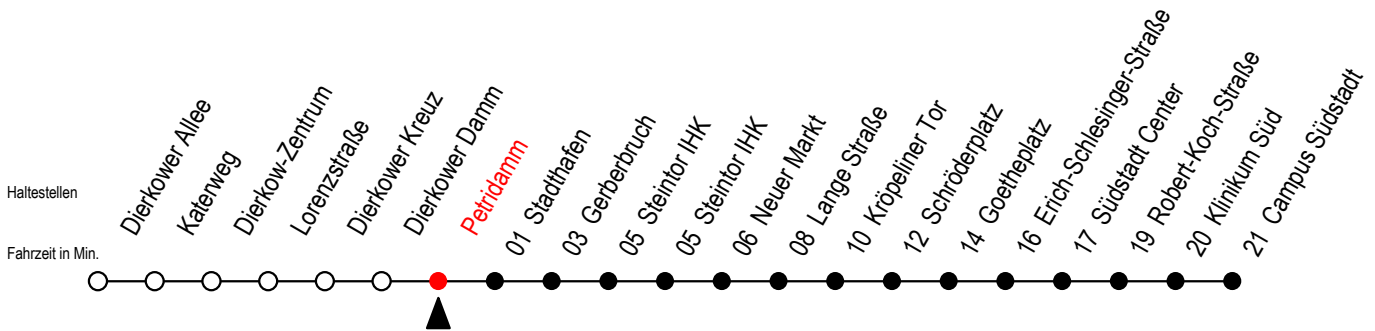 Haltestellen
Fahrzeit in Min.
Dierkower Allee
Katerweg
Dierkow-Zentrum
Lorenzstraße
Dierkower Kreuz
Dierkower Damm
Petridamm
01 Stadthafen
03 Gerberbruch
05 Steintor IHK
05 Steintor IHK
06 Neuer Markt
08 Lange Straße
10 Kröpeliner Tor
12 Schröderplatz
14 Goetheplatz
16 Erich-Schlesinger-Straße
17 Südstadt Center
19 Robert-Koch-Straße
20 Klinikum Süd
21 Campus Südstadt